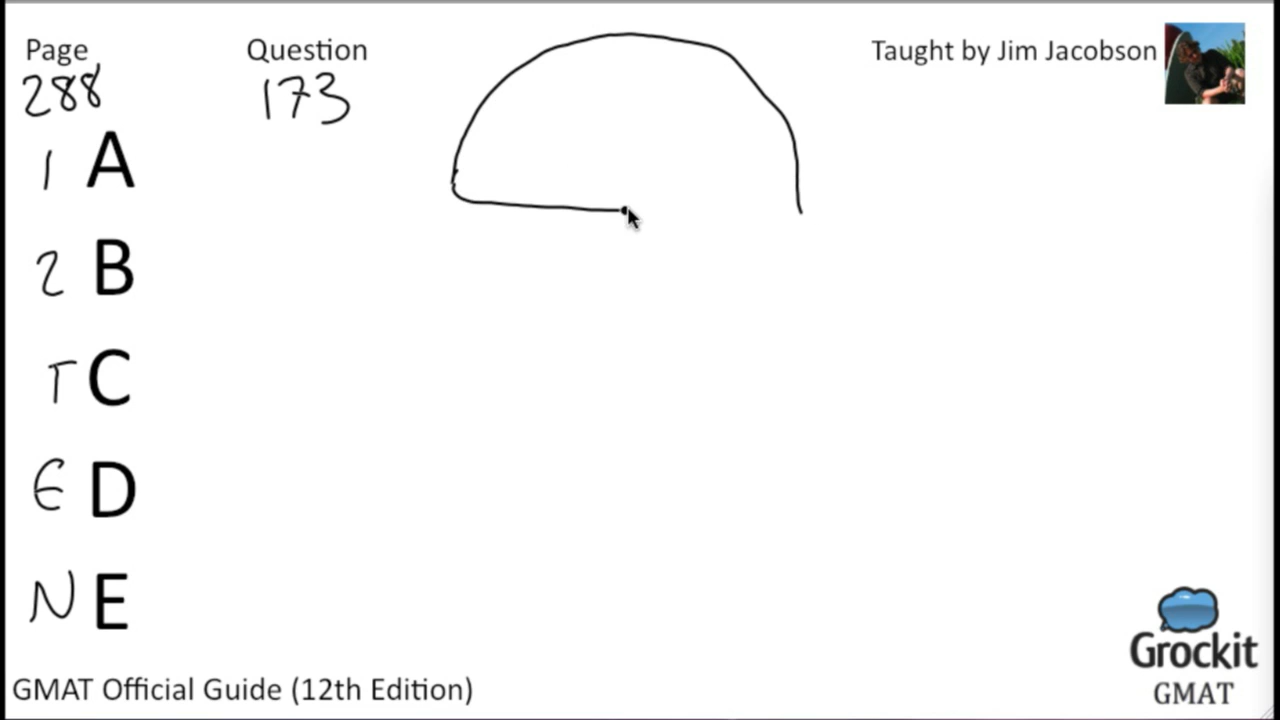 Page
Question
Taught by Jim Jacobson
288
173
1 A
2 B
T C
E D
N E
Grockit
GMAT
GMAT Official Guide (12th Edition)